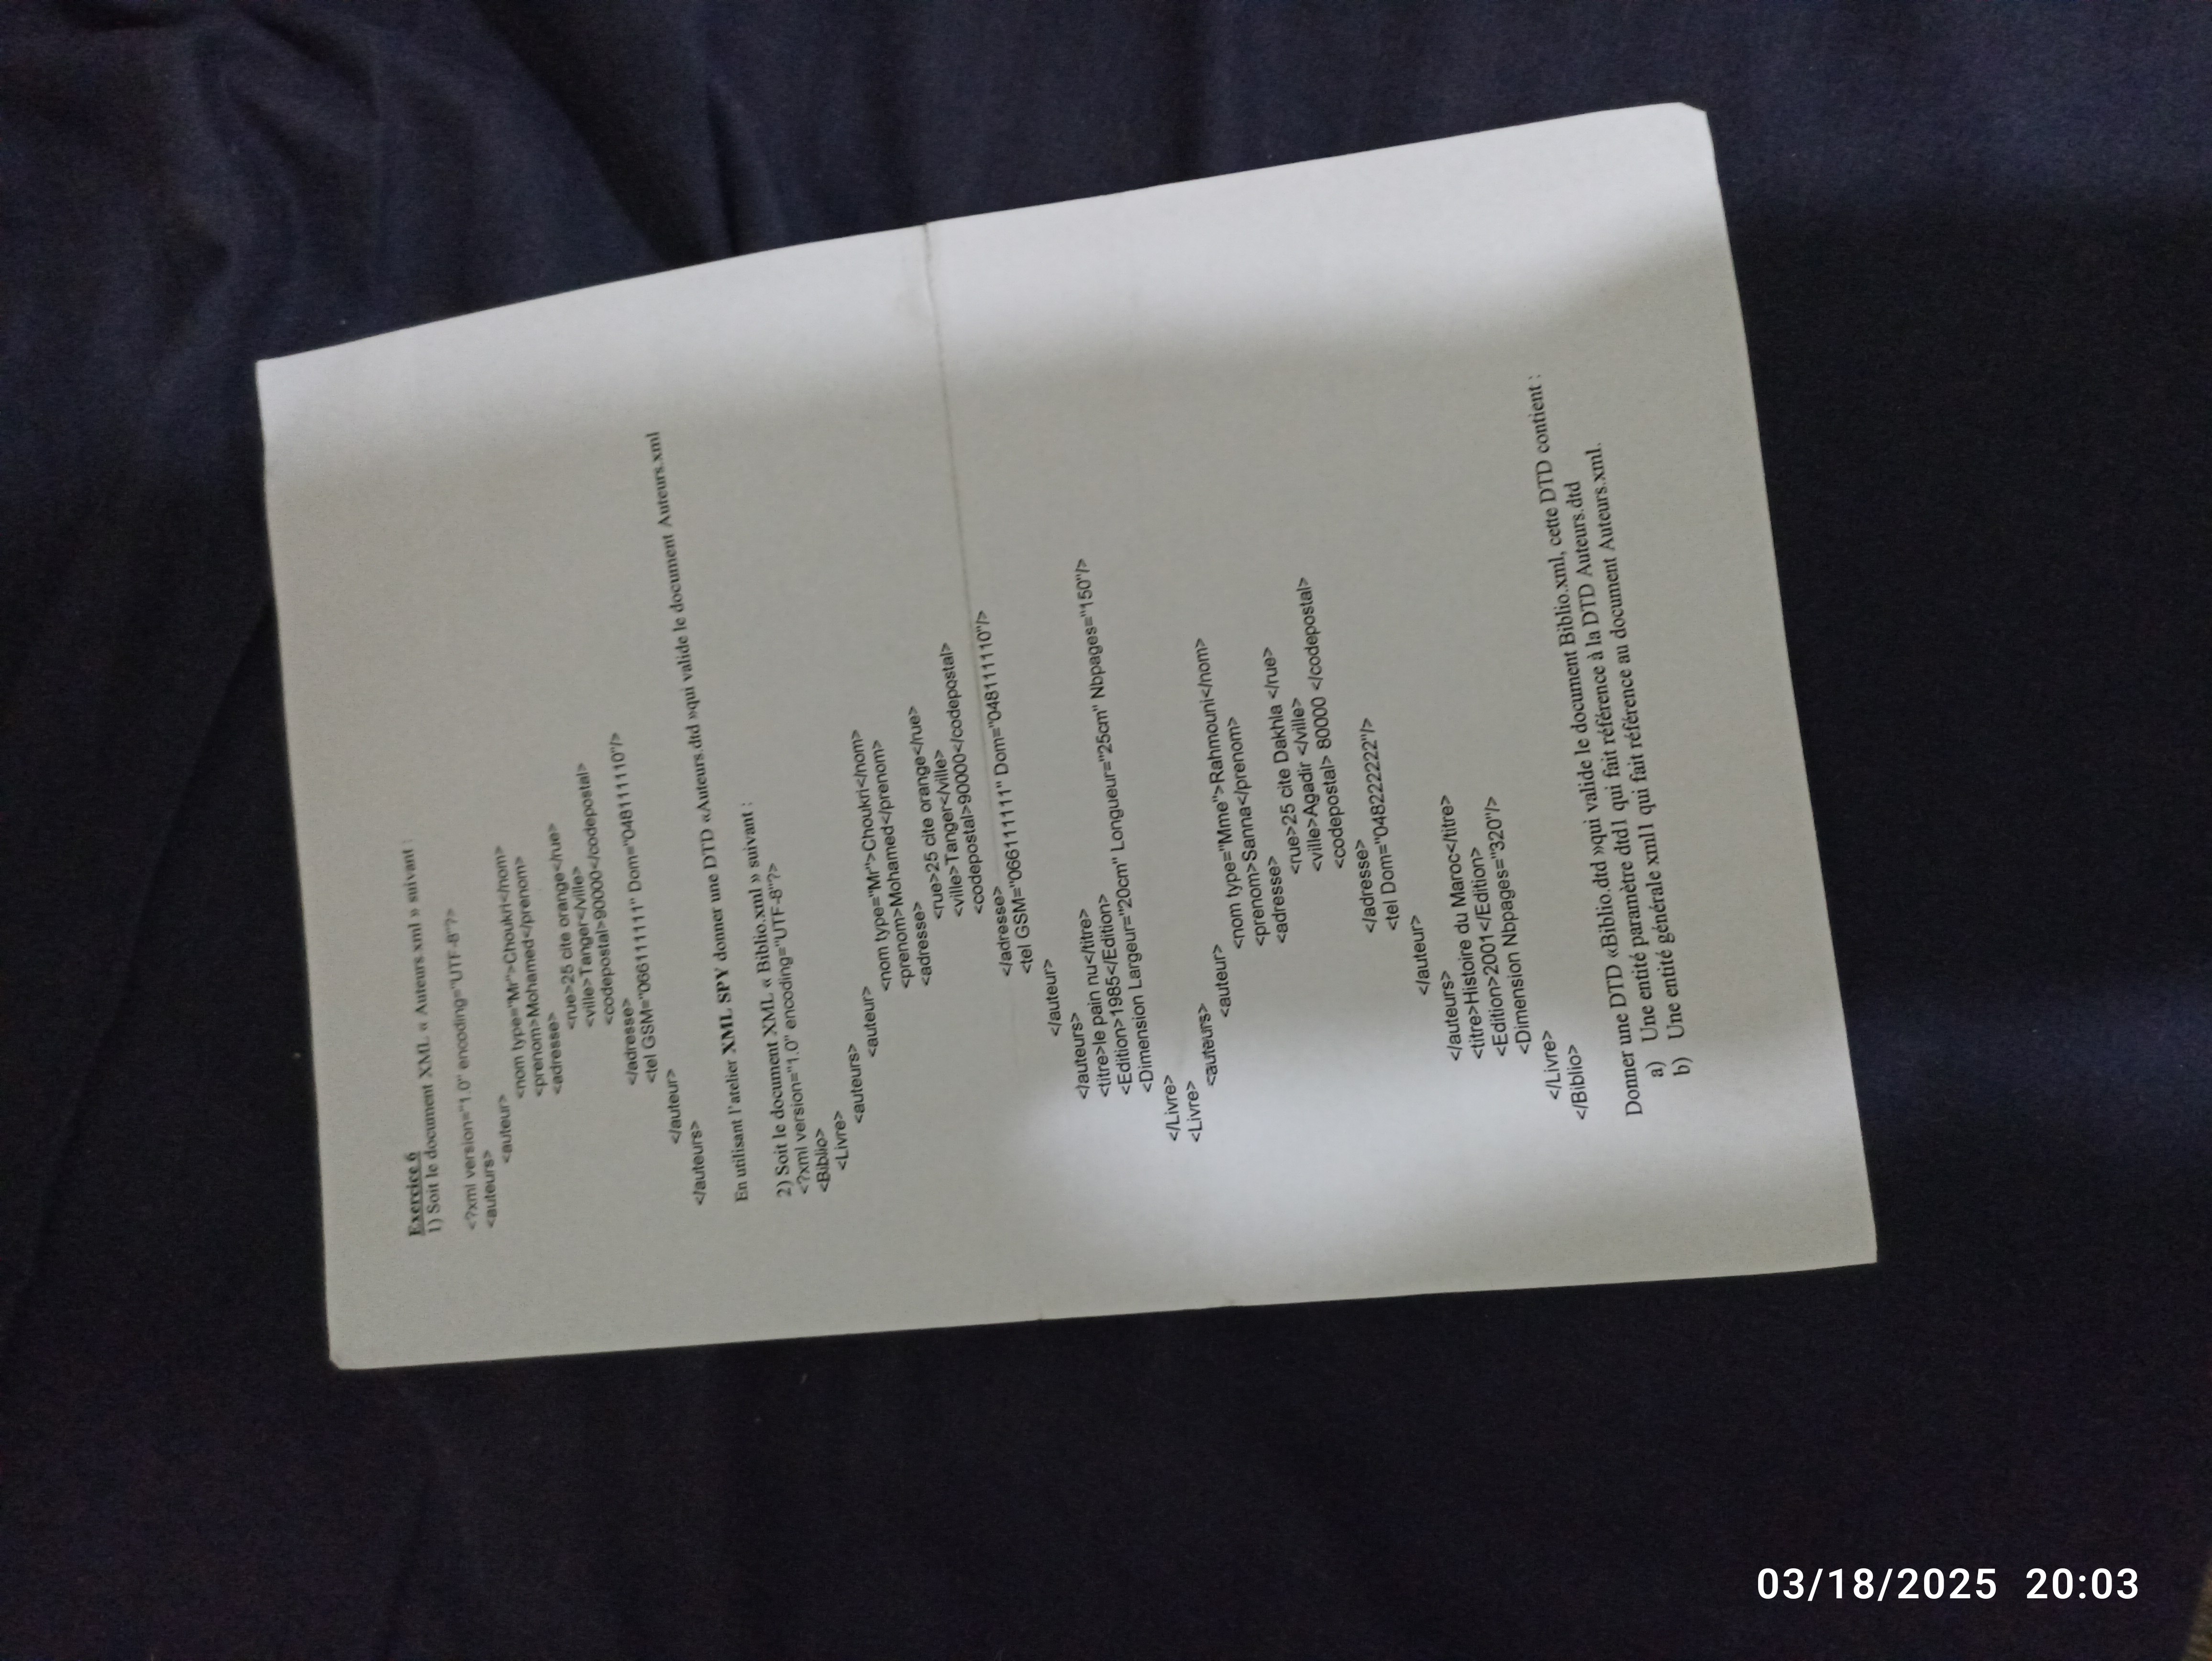 Exercice 6
1) Soit le document XML « Auteurs.xml » suivant :
<?xml version="1.0" encoding="UTF-8"?>
<auteurs>
<auteur>
<nom type="Mr">Choukri</nom>
<prenom>Mohamed</prenom>
<adresse>
<rue>25 cite orange</rue>
<ville>Tanger</ville>
<codepostal>90000</codepostal>
</adresse>
<tel GSM="066111111" Dom="048111110"/>
</auteur>
</auteurs>
En utilisant l'atelier XML SPY donner une DTD «Auteurs.dtd »qui valide le document Auteurs.xml
2) Soit le document XML « Biblio.xml » suivant :
<?xml version="1.0" encoding="UTF-8"?>
<Biblio>
<Livre>
<auteurs>
<auteur>
<nom type="Mr">Choukri</nom>
<prenom>Mohamed</prenom>
<adresse>
<rue>25 cite orange</rue>
<ville>Tanger</ville>
<codepostal>90000</codepostal>
</adresse>
<tel GSM="066111111" Dom="048111110"/>
</auteur>
</auteurs>
<titre>le pain nu</titre>
<Edition>1985</Edition>
<Dimension Largeur="20cm" Longueur="25cm" Nbpages="150"/>
</Livre>
<Livre>
<auteurs>
<auteur>
<nom type="Mme">Rahmouni</nom>
<prenom>Sanna</prenom>
<adresse>
<rue>25 cite Dakhla </rue>
<ville>Agadir </ville>
<codepostal> 80000 </codepostal>
</adresse>
<tel Dom="048222222"/>
</auteur>
</auteurs>
<titre>Histoire du Maroc</titre>
<Edition>2001</Edition>
<Dimension Nbpages="320"/>
</Livre>
</Biblio>
Donner une DTD «Biblio.dtd »qui valide le document Biblio.xml, cette DTD contient :
a) Une entité paramètre dtd1 qui fait référence à la DTD Auteurs.dtd
b) Une entité générale xml1 qui fait référence au document Auteurs.xml.
03/18/2025 20:03